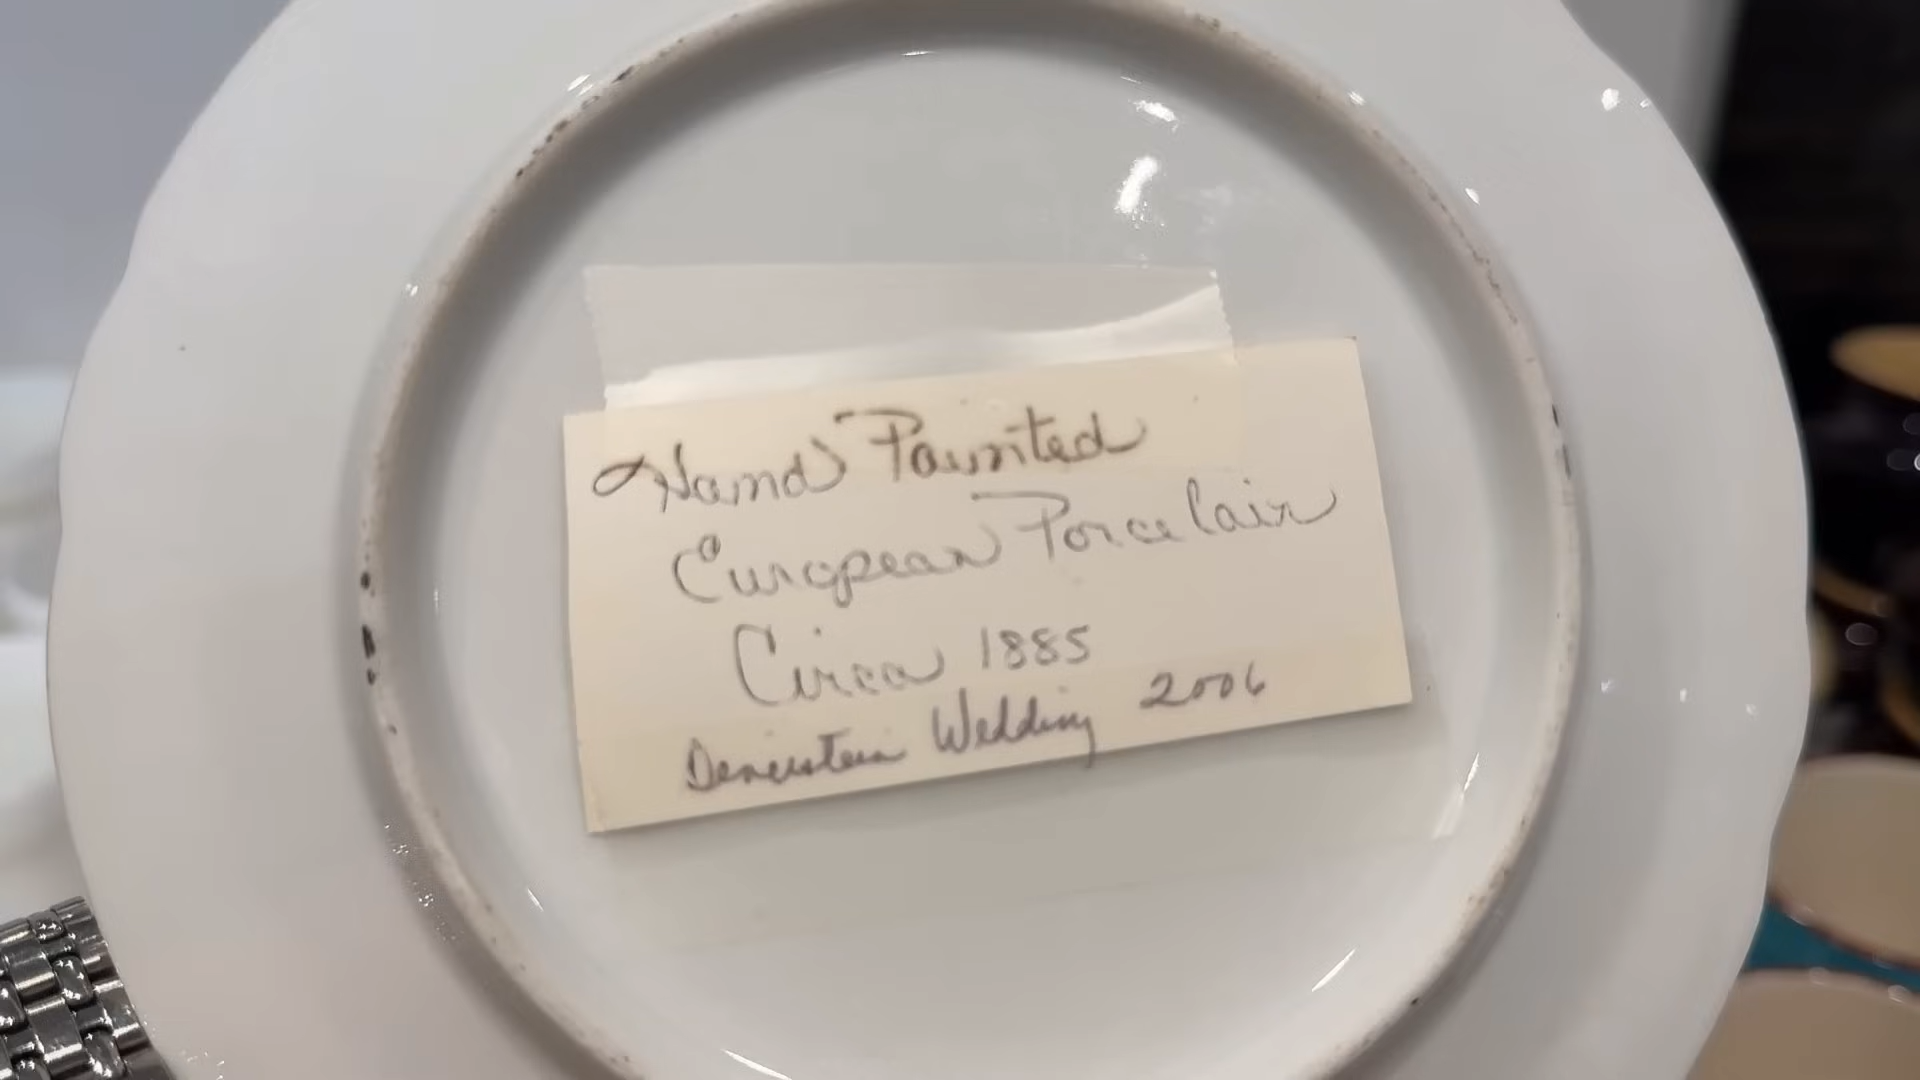 Hand Painted
European Porcelain
Circa 1885
Wedding 2006